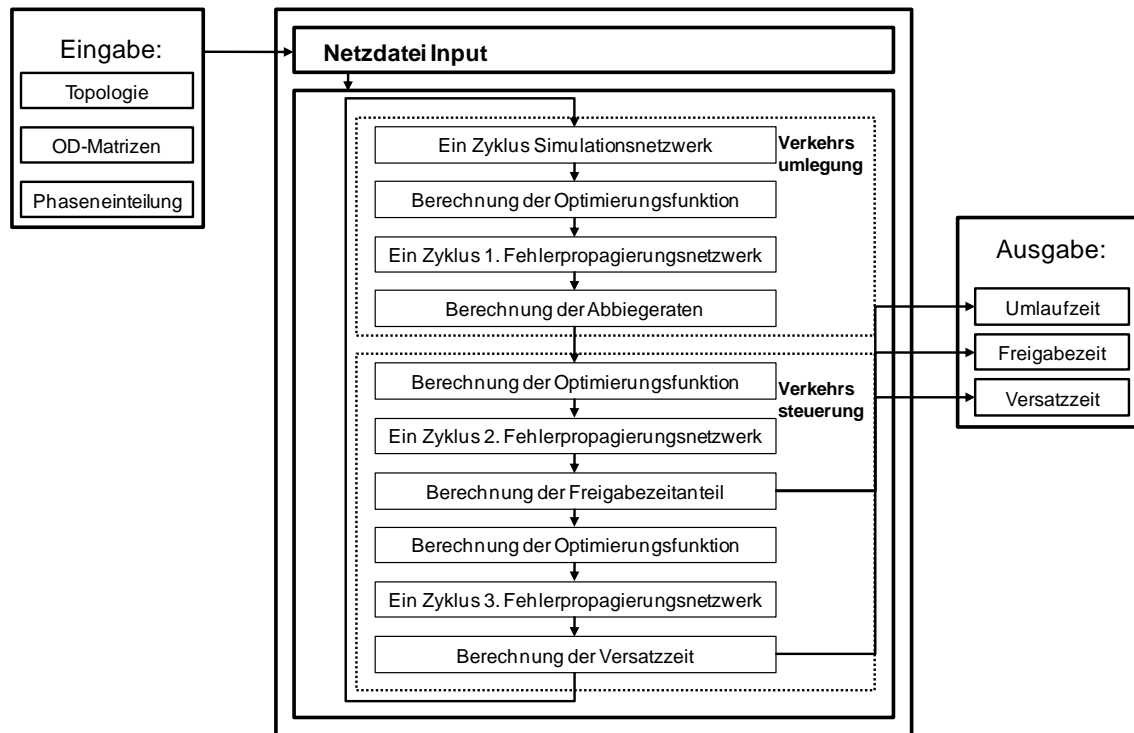 Eingabe:
Topologie
OD-Matrizen
Phaseneinteilung
Netzdatei Input
Verkehrs
umlegung
Ein Zyklus Simulationsnetzwerk
Berechnung der Optimierungsfunktion
Ein Zyklus 1. Fehlerpropagierungsnetzwerk
Berechnung der Abbiegeraten
Verkehrs
steuerung
Berechnung der Optimierungsfunktion
Ein Zyklus 2. Fehlerpropagierungsnetzwerk
Berechnung der Freigabezeitanteil
Berechnung der Optimierungsfunktion
Ein Zyklus 3. Fehlerpropagierungsnetzwerk
Berechnung der Versatzzeit
Ausgabe:
Umlaufzeit
Freigabezeit
Versatzzeit